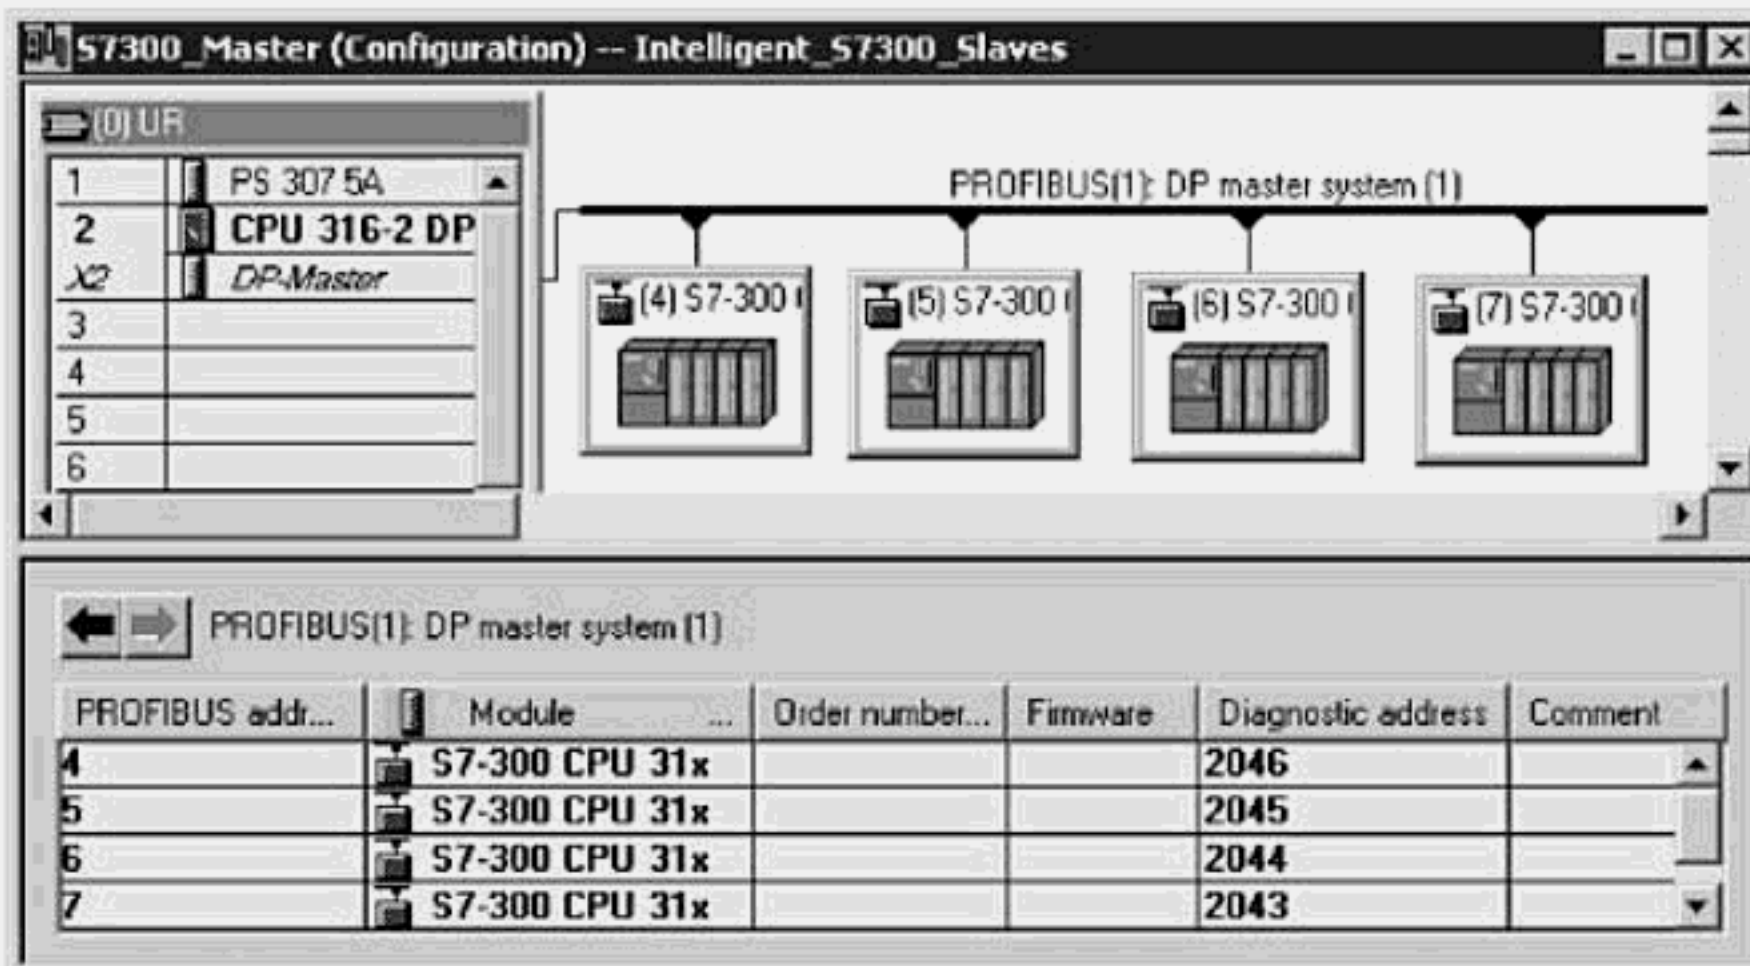 S7300_Master (Configuration) -- Intelligent_S7300_Slaves
(0) UR
1 PS 307 5A
2 CPU 316-2 DP
X2 DP-Master
3
4
5
6
PROFIBUS(1): DP master system (1)
(4) S7-300 (5) S7-300 (6) S7-300 (7) S7-300
PROFIBUS(1): DP master system (1)
PROFIBUS addr... Module ... Order number... Firmware Diagnostic address Comment
4 S7-300 CPU 31x 2046
5 S7-300 CPU 31x 2045
6 S7-300 CPU 31x 2044
7 S7-300 CPU 31x 2043